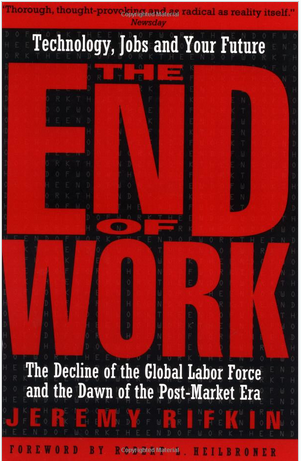 "Thorough, thought-provoking and as radical as reality itself."
Newsday
Technology, Jobs and Your Future
THE
END
OF
WORK
The Decline of the Global Labor Force
and the Dawn of the Post-Market Era
JEREMY RIFKIN
FOREWORD BY HEILBRONER